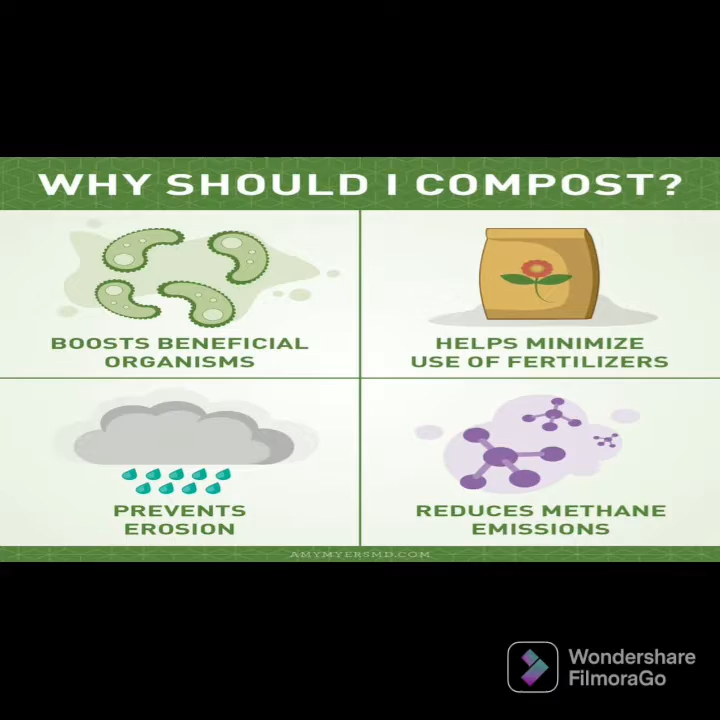 WHY SHOULD I COMPOST?
BOOSTS BENEFICIAL
ORGANISMS
HELPS MINIMIZE
USE OF FERTILIZERS
PREVENTS
EROSION
REDUCES METHANE
EMISSIONS
AMYMYERSMD.COM
Wondershare
FilmoraGo